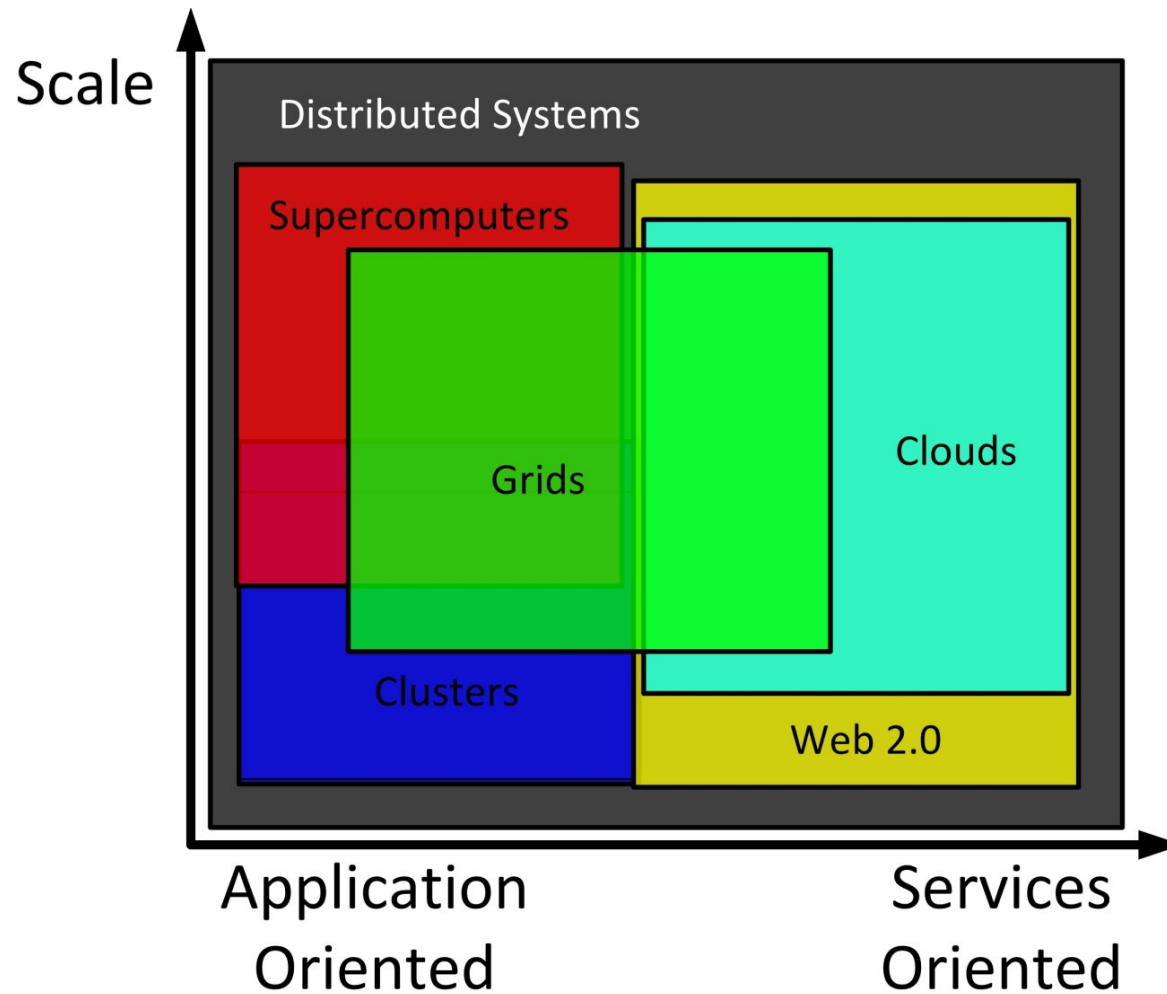 Scale
Distributed Systems
Supercomputers
Clouds
Grids
Clusters
Web 2.0
Application
Oriented
Services
Oriented